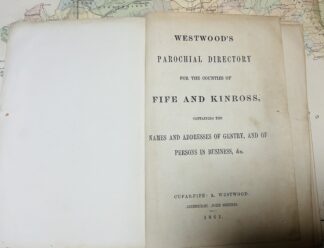 WESTWOOD'S
PAROCHIAL DIRECTORY
FOR THE COUNTIES OF
FIFE AND KINROSS,
CONTAINING THE
NAMES AND ADDRESSES OF GENTRY, AND OF
PERSONS IN BUSINESS, &c.
CUPAR-FIFE: A. WESTWOOD.
JOHN